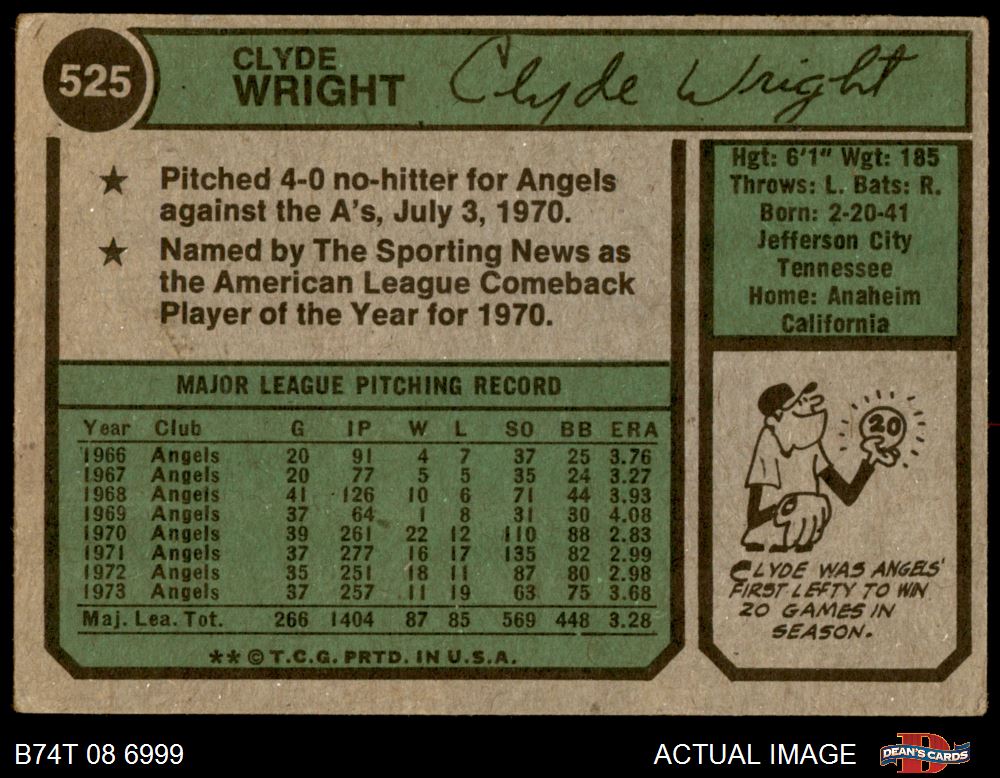 525
CLYDE
WRIGHT
Clyde Wright
★ Pitched 4-0 no-hitter for Angels
against the A's, July 3, 1970.
★ Named by The Sporting News as
the American League Comeback
Player of the Year for 1970.
Hgt: 6'1" Wgt: 185
Throws: L. Bats: R.
Born: 2-20-41
Jefferson City
Tennessee
Home: Anaheim
California
MAJOR LEAGUE PITCHING RECORD
Year Club G IP W L SO BB ERA
1966 Angels 20 91 4 7 37 25 3.76
1967 Angels 20 77 5 5 35 24 3.27
1968 Angels 41 126 10 6 71 44 3.93
1969 Angels 37 64 1 8 31 30 4.08
1970 Angels 39 261 22 12 110 88 2.83
1971 Angels 37 277 16 17 135 82 2.99
1972 Angels 35 251 18 11 87 80 2.98
1973 Angels 37 257 11 19 63 75 3.68
Maj. Lea. Tot. 266 1404 87 85 569 448 3.28
**©T.C.G. PRTD. IN U.S.A.
20
CLYDE WAS ANGELS'
FIRST LEFTY TO WIN
20 GAMES IN
SEASON.
B74T 08 6999
ACTUAL IMAGE
D
DEAN'S CARDS